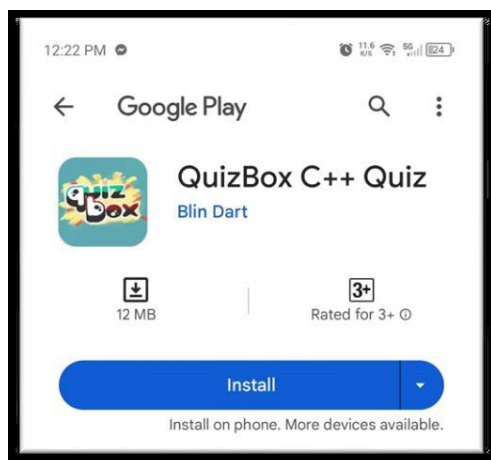 12:22 PM
11.6 K/S 5G 24
Google Play
quiz box
QuizBox C++ Quiz
Blin Dart
12 MB
3+
Rated for 3+
Install
Install on phone. More devices available.